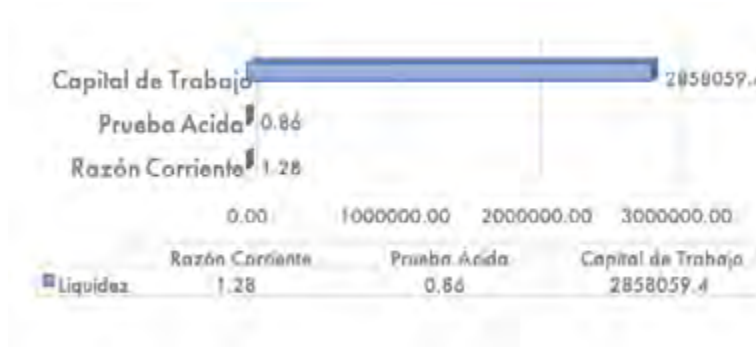 Capital de Trabajo 2858059.4
Prueba Acida 0.86
Razón Corriente 1.28
0.00 1000000.00 2000000.00 3000000.00
Razón Corriente Prueba Acida Capital de Trabajo
Liquidez 1.28 0.86 2858059.4